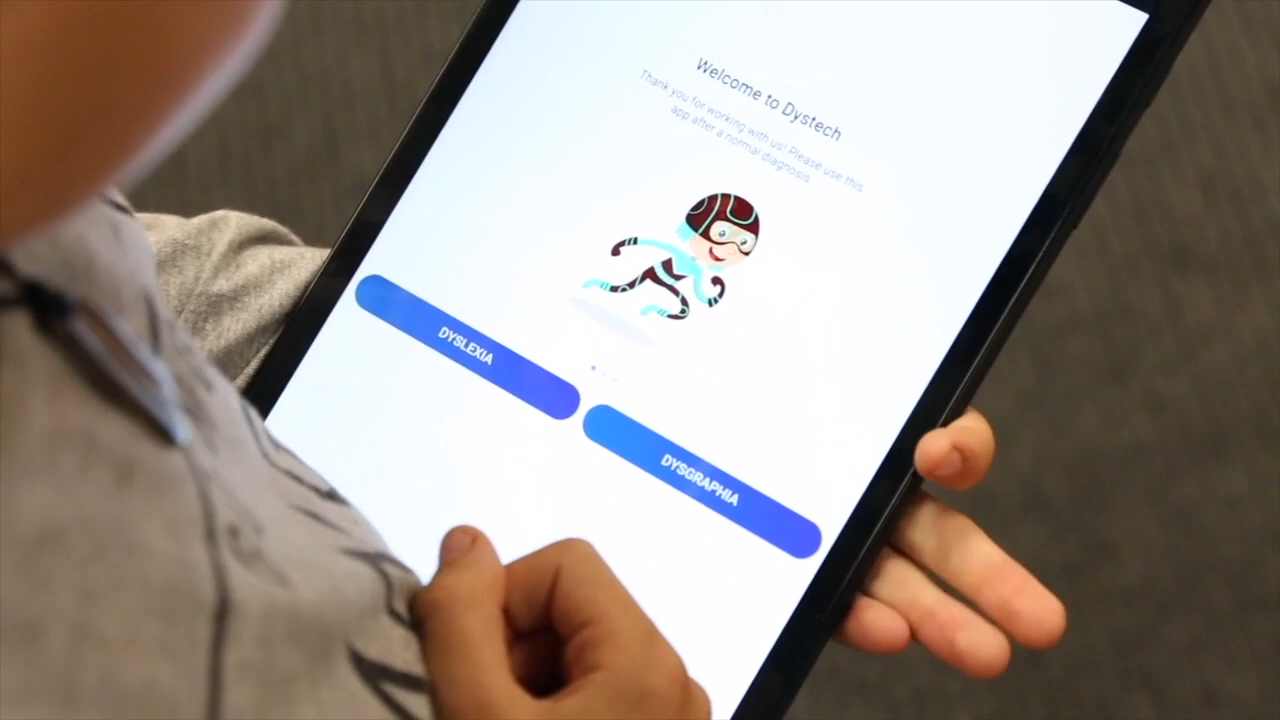 Welcome to Dystech
Thank you for working with us! Please use this
app after a normal diagnosis
DYSLEXIA
DYSGRAPHIA